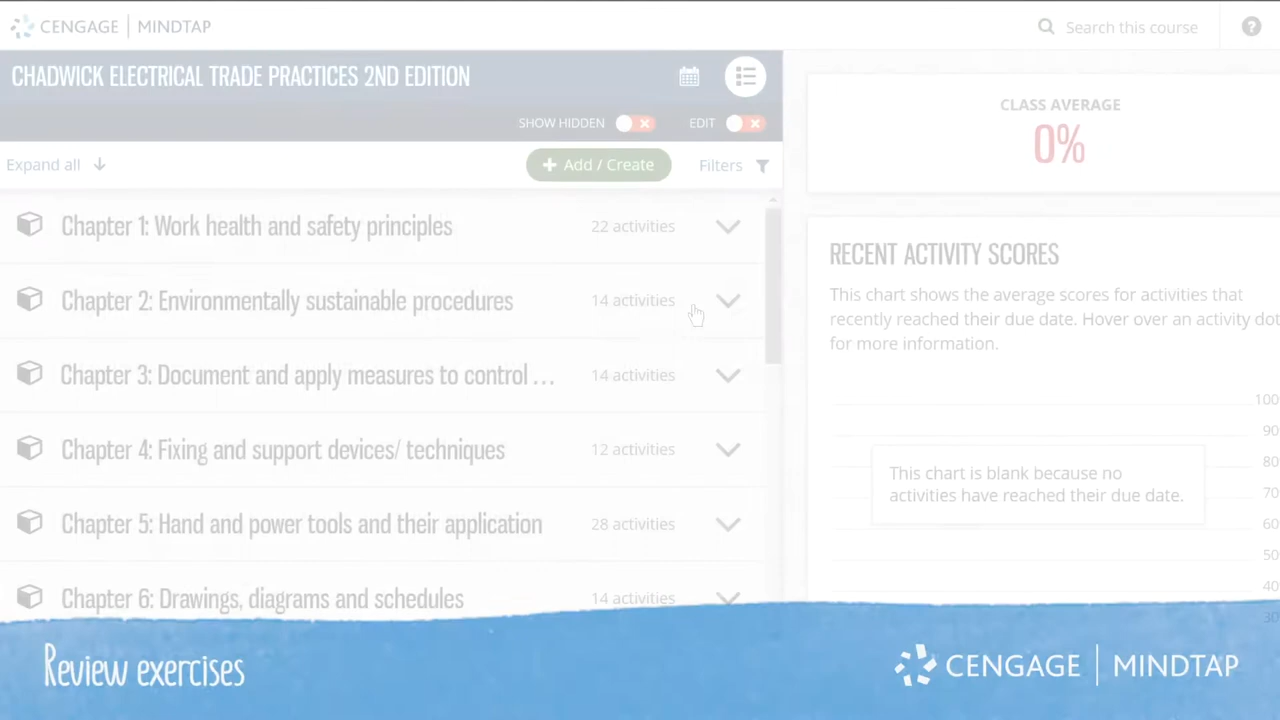 CENGAGE | MINDTAP
Search this course
CHADWICK ELECTRICAL TRADE PRACTICES 2ND EDITION
SHOW HIDDEN
EDIT
Expand all
+ Add / Create
Filters
Chapter 1: Work health and safety principles
22 activities
Chapter 2: Environmentally sustainable procedures
14 activities
Chapter 3: Document and apply measures to control ...
14 activities
Chapter 4: Fixing and support devices/ techniques
12 activities
Chapter 5: Hand and power tools and their application
28 activities
Chapter 6: Drawings, diagrams and schedules
14 activities
CLASS AVERAGE
0%
RECENT ACTIVITY SCORES
This chart shows the average scores for activities that
recently reached their due date. Hover over an activity dot
for more information.
100
90
80
70
60
50
40
30
This chart is blank because no
activities have reached their due date.
Review exercises
CENGAGE | MINDTAP